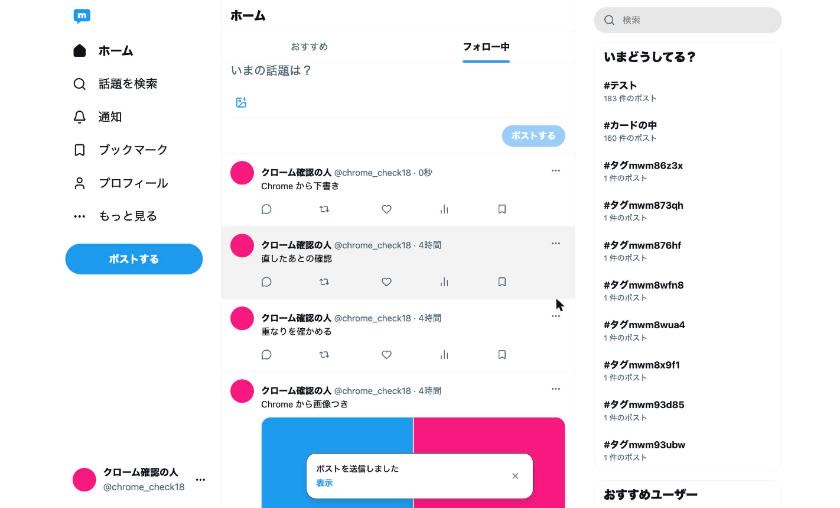 m
ホーム
話題を検索
通知
ブックマーク
プロフィール
もっと見る
ポストする
クローム確認の人
@chrome_check18
ホーム
おすすめ
フォロー中
いまの話題は？
ポストする
クローム確認の人 @chrome_check18 · 0秒
Chrome から下書き
クローム確認の人 @chrome_check18 · 4時間
直したあとの確認
クローム確認の人 @chrome_check18 · 4時間
重なりを確かめる
クローム確認の人 @chrome_check18 · 4時間
Chrome から画像つき
ポストを送信しました
表示
検索
いまどうしてる？
#テスト
183 件のポスト
#カードの中
160 件のポスト
#タグmwm86z3x
1 件のポスト
#タグmwm873qh
1 件のポスト
#タグmwm876hf
1 件のポスト
#タグmwm8wfn8
1 件のポスト
#タグmwm8wua4
1 件のポスト
#タグmwm8x9f1
1 件のポスト
#タグmwm93d85
1 件のポスト
#タグmwm93ubw
1 件のポスト
おすすめユーザー